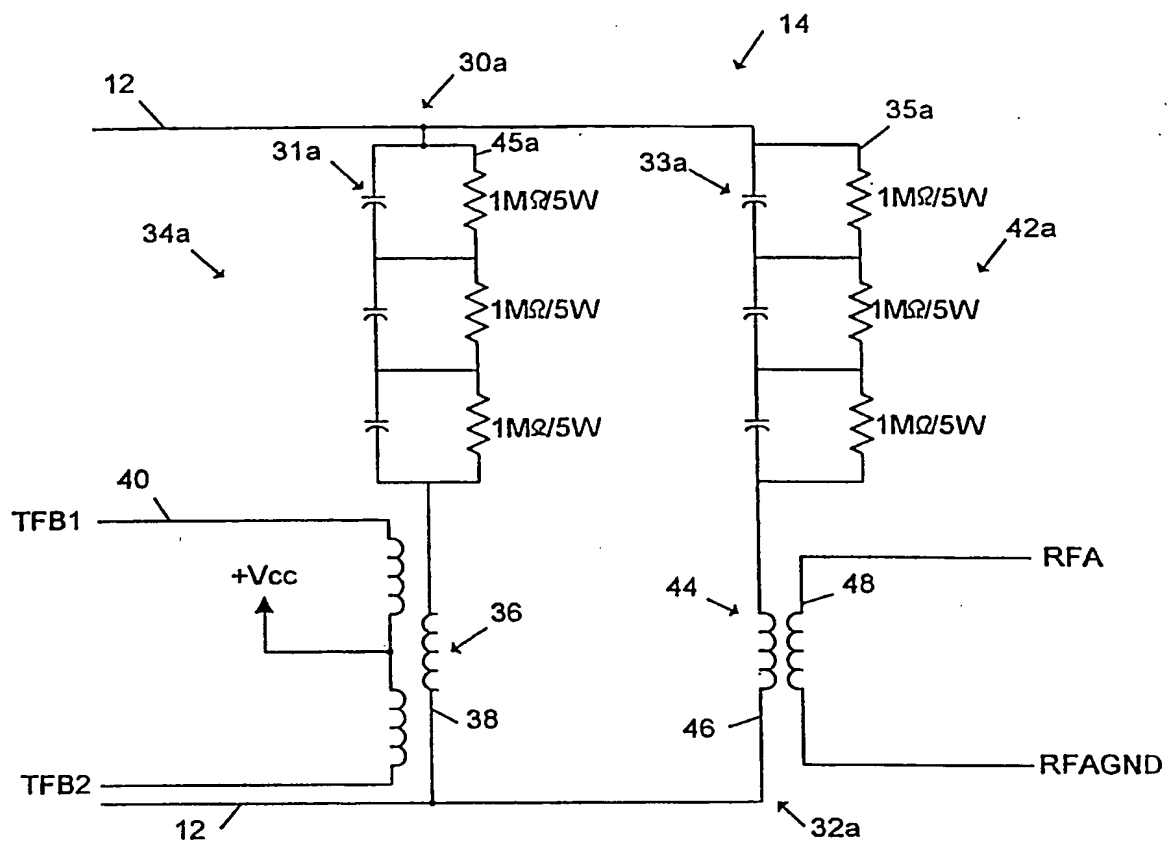 14
30a
12
35a
45a
31a
33a
1MΩ/5W
1MΩ/5W
42a
34a
1MΩ/5W
1MΩ/5W
1MΩ/5W
1MΩ/5W
40
TFB1
RFA
+Vcc
44
48
36
38
46
RFAGND
TFB2
12
32a